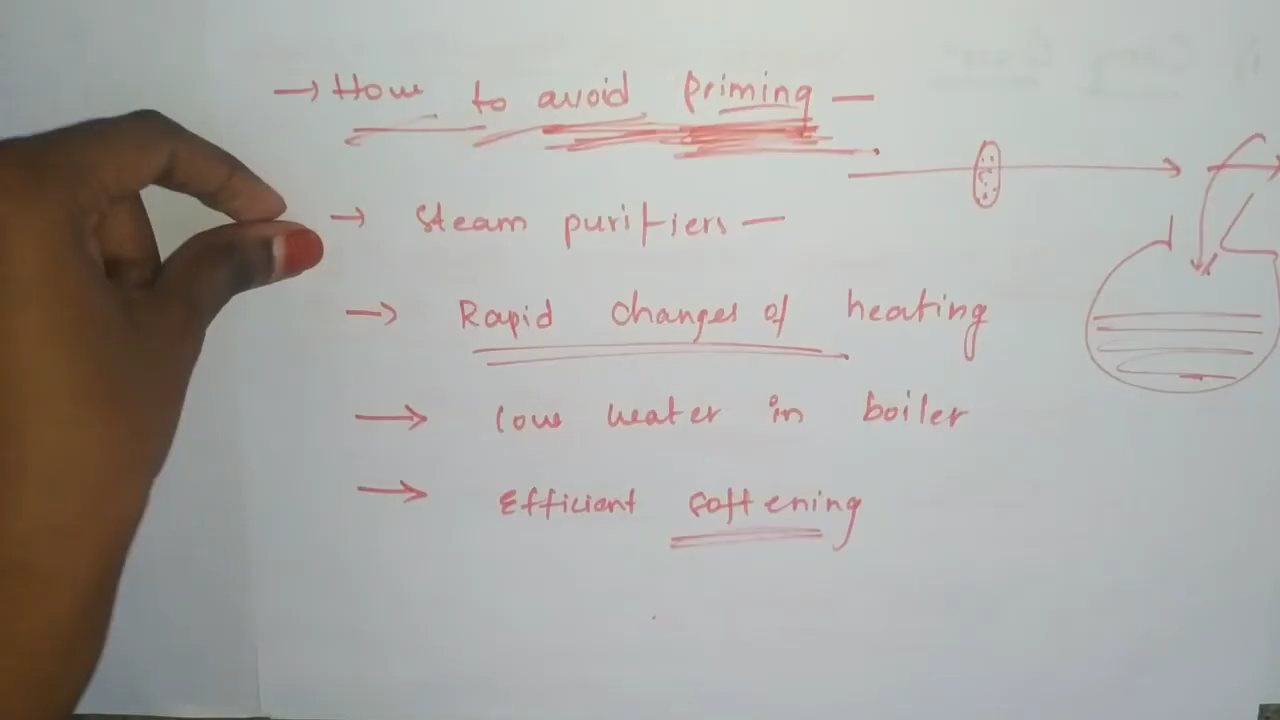 → How to avoid priming —
→ Steam purifiers —
→ Rapid changes of heating
→ low water in boiler
→ Efficient softening